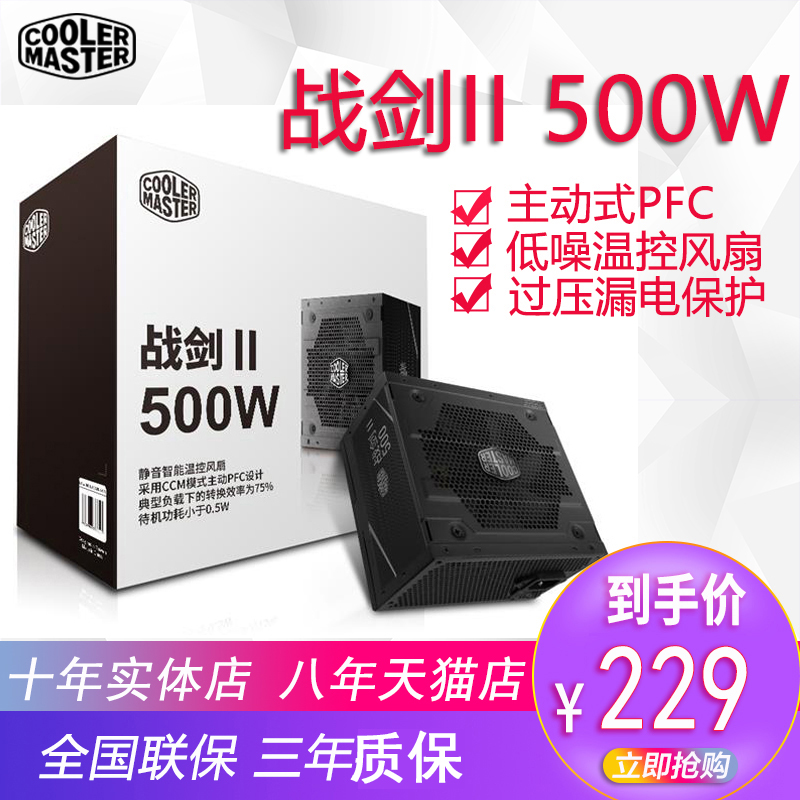 COOLER
MASTER
战剑II 500W
主动式PFC
低噪温控风扇
过压漏电保护
COOLER
MASTER
战剑 II
500W
静音智能温控风扇
采用CCM模式主动PFC设计
典型负载下的转换效率为75%
待机功耗小于0.5W
到手价
¥229
立即抢购
十年实体店 八年天猫店
全国联保 三年质保